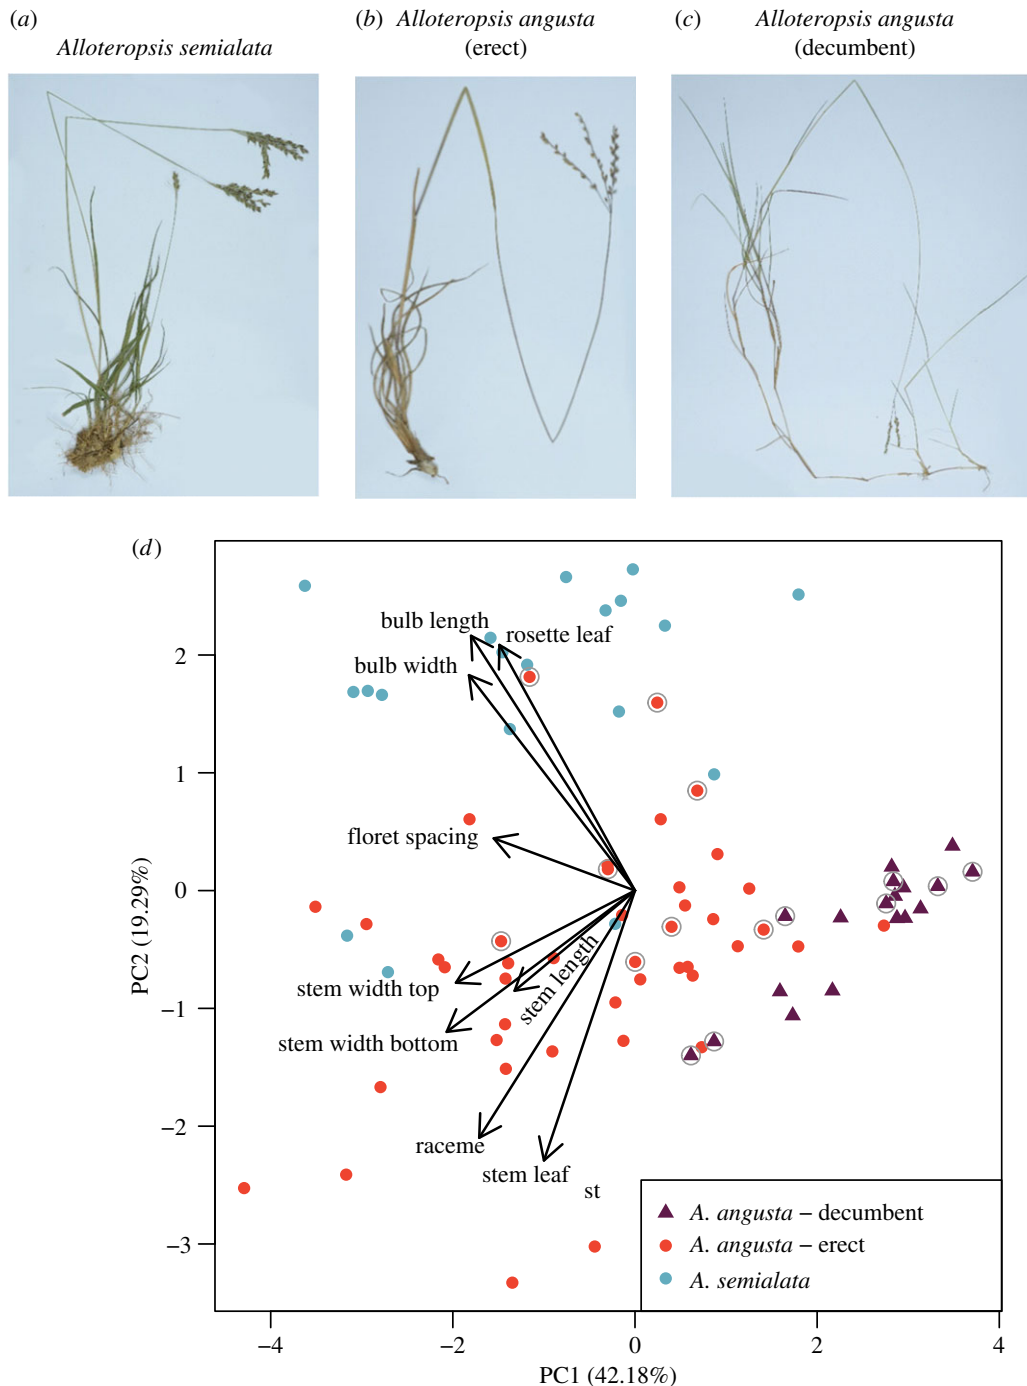 (a)
Alloteropsis semialata
(b) Alloteropsis angusta
(erect)
(c) Alloteropsis angusta
(decumbent)
(d)
bulb length
rosette leaf
bulb width
floret spacing
stem length
stem width top
stem width bottom
raceme
stem leaf
st
PC2 (19.29%)
2
1
0
−1
−2
−3
A. angusta – decumbent
A. angusta – erect
A. semialata
−4 −2 0 2 4
PC1 (42.18%)